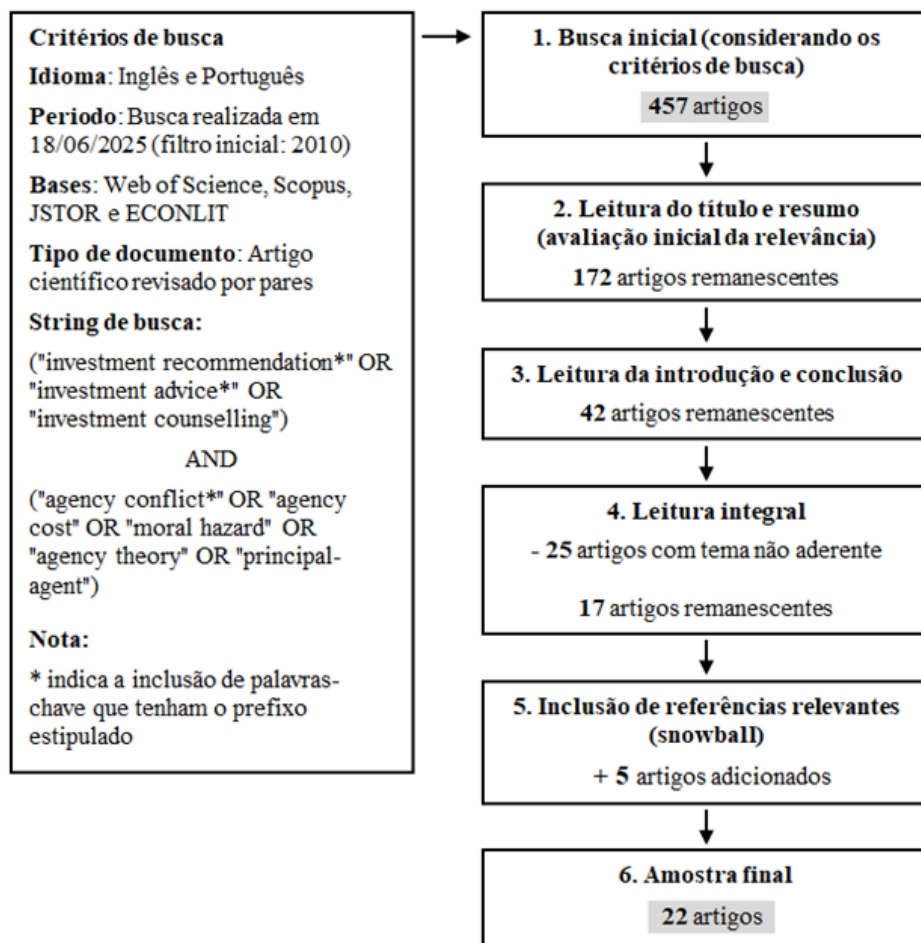 Critérios de busca
Idioma: Inglês e Português
Periodo: Busca realizada em
18/06/2025 (filtro inicial: 2010)
Bases: Web of Science, Scopus,
JSTOR e ECONLIT
Tipo de documento: Artigo
científico revisado por pares
String de busca:
("investment recommendation*" OR
"investment advice*" OR
"investment counselling")
AND
("agency conflict*" OR "agency
cost" OR "moral hazard" OR
"agency theory" OR "principal-
agent")
Nota:
* indica a inclusão de palavras-
chave que tenham o prefixo
estipulado
1. Busca inicial (considerando os
critérios de busca)
457 artigos
2. Leitura do título e resumo
(avaliação inicial da relevância)
172 artigos remanescentes
3. Leitura da introdução e conclusão
42 artigos remanescentes
4. Leitura integral
- 25 artigos com tema não aderente
17 artigos remanescentes
5. Inclusão de referências relevantes
(snowball)
+ 5 artigos adicionados
6. Amostra final
22 artigos